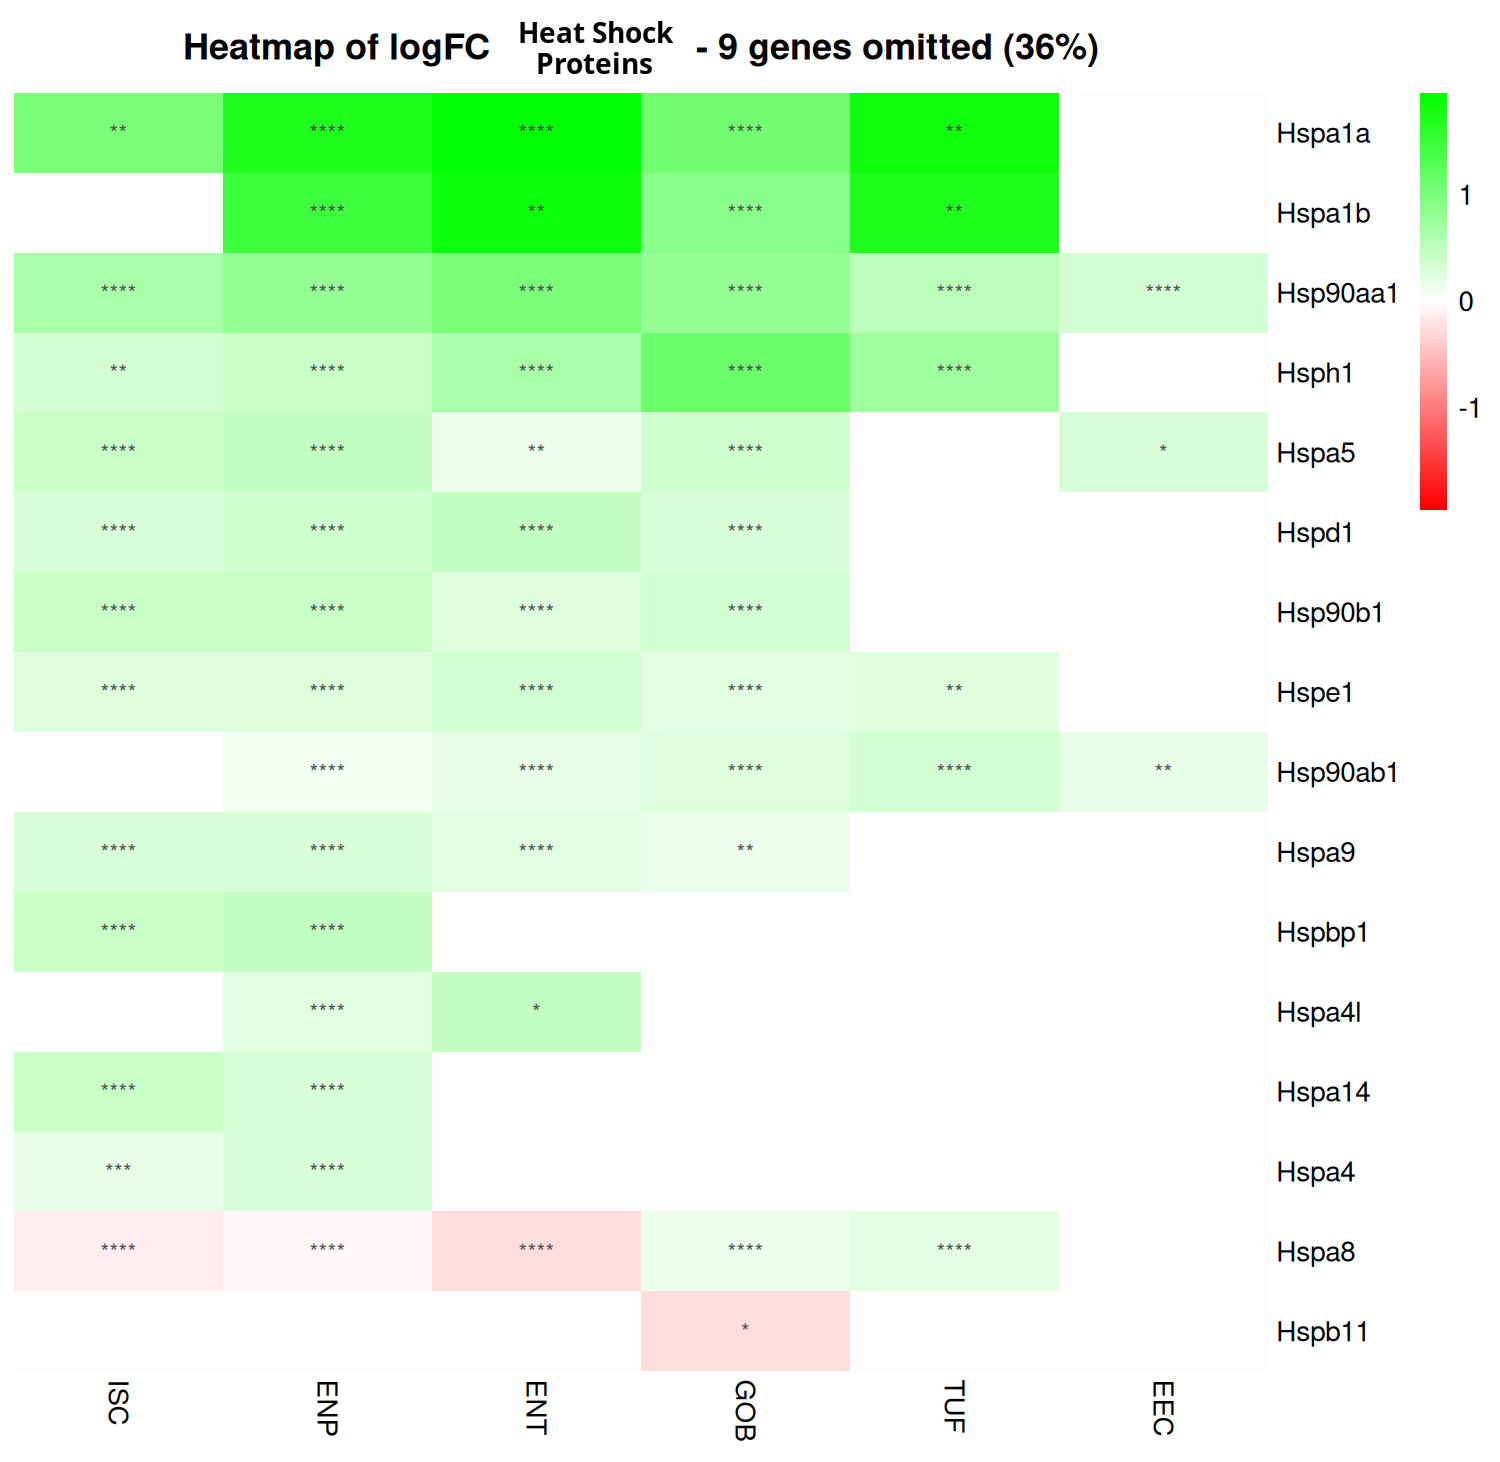 Heatmap of logFC Heat Shock Proteins - 9 genes omitted (36%)
** **** **** **** ** Hspa1a
**** ** **** ** Hspa1b
**** **** **** **** **** **** Hsp90aa1
** **** **** **** **** Hsph1
**** **** ** **** * Hspa5
**** **** **** **** Hspd1
**** **** **** **** Hsp90b1
**** **** **** **** ** Hspe1
**** **** **** **** ** Hsp90ab1
**** **** **** ** Hspa9
**** **** Hspbp1
**** * Hspa4l
**** **** Hspa14
*** **** Hspa4
**** **** **** **** **** Hspa8
* Hspb11
ISC ENP ENT GOB TUF EEC
1
0
-1